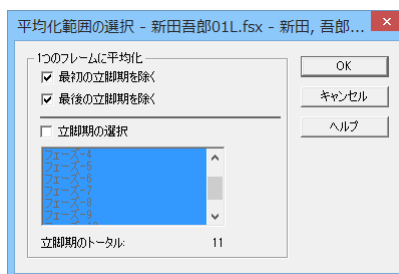 平均化範囲の選択 - 新田吾郎01L.fsx - 新田, 吾郎...
1つのフレームに平均化
最初の立脚期を除く
最後の立脚期を除く
立脚期の選択
フェーズ-4
フェーズ-5
フェーズ-6
フェーズ-7
フェーズ-8
フェーズ-9
立脚期のトータル: 11
OK
キャンセル
ヘルプ